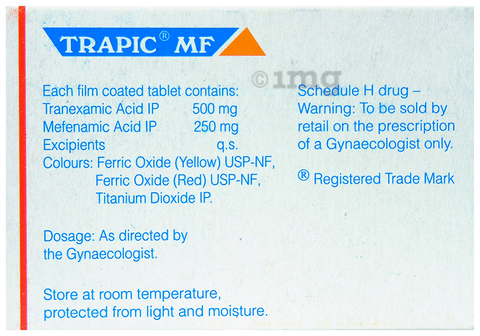 TRAPIC® MF
©1mg
Each film coated tablet contains:
Tranexamic Acid IP 500 mg
Mefenamic Acid IP 250 mg
Excipients q.s.
Colours: Ferric Oxide (Yellow) USP-NF,
Ferric Oxide (Red) USP-NF,
Titanium Dioxide IP.
Dosage: As directed by
the Gynaecologist.
Store at room temperature,
protected from light and moisture.
Schedule H drug –
Warning: To be sold by
retail on the prescription
of a Gynaecologist only.
® Registered Trade Mark